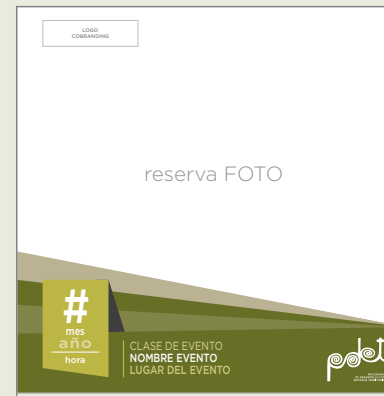 LOGO
COBRANDING
reserva FOTO
#
mes
año
hora
CLASE DE EVENTO
NOMBRE EVENTO
LUGAR DEL EVENTO
pdet